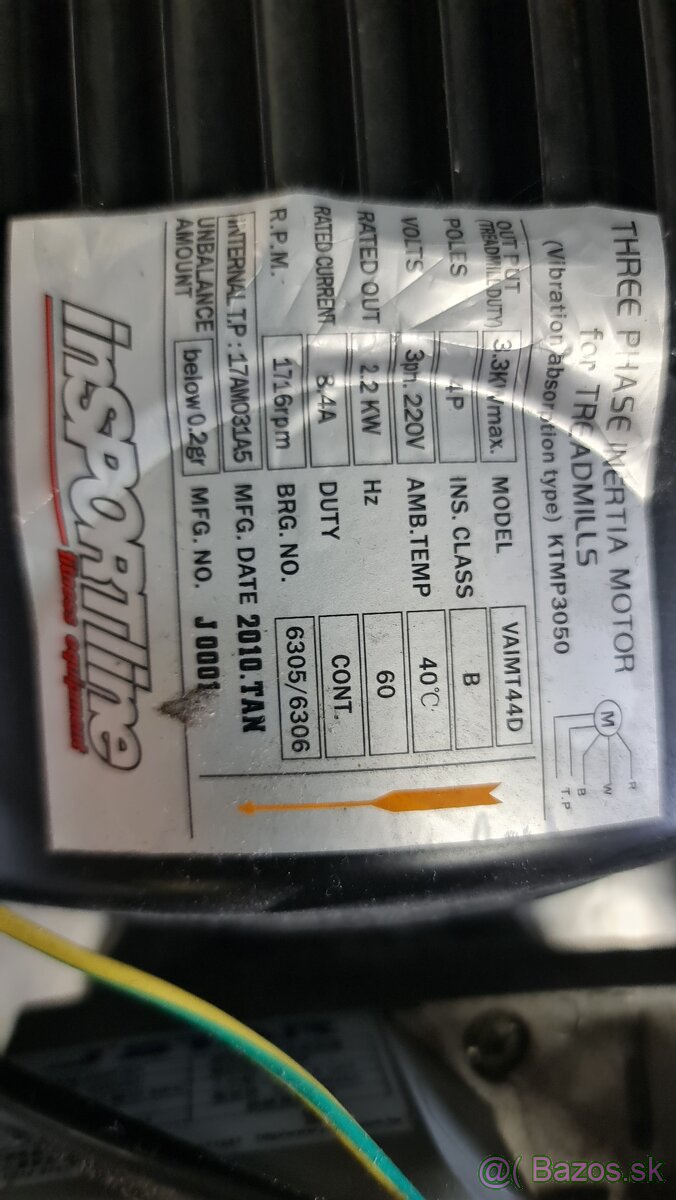 THREE PHASE INERTIA MOTOR
for TREADMILLS
(Vibration absorption type) KTMP3050
M
R
W
B
T.P
OUT PUT (TREADMILL DUTY) 3.3KWmax. MODEL VAIMT44D
POLES 4P INS. CLASS B
VOLTS 3ph. 220V AMB.TEMP 40℃
RATED OUT 2.2 KW Hz 60
RATED CURRENT 8.4A DUTY CONT.
R.P.M. 1716rpm BRG. NO. 6305/6306
INTERNAL T.P : 17AM031A5 MFG. DATE 2010.TAN
UNBALANCE AMOUNT below 0.2gr MFG. NO. J0001
inSPORTline
fitness equipment
@( Bazos.sk